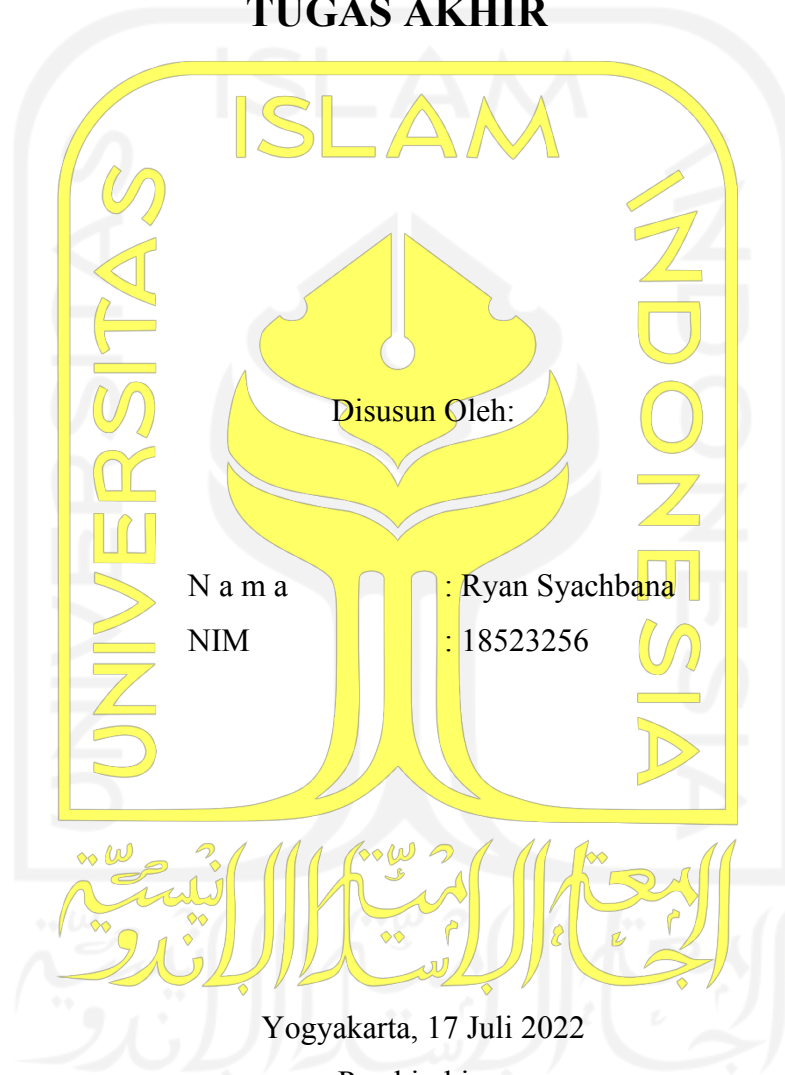 TUGAS AKHIR
ISLAM
UNIVERSITAS
INDONESIA
Disusun Oleh:
N a m a : Ryan Syachbana
NIM : 18523256
الجامعة الإسلامية الإندونيسية
Yogyakarta, 17 Juli 2022